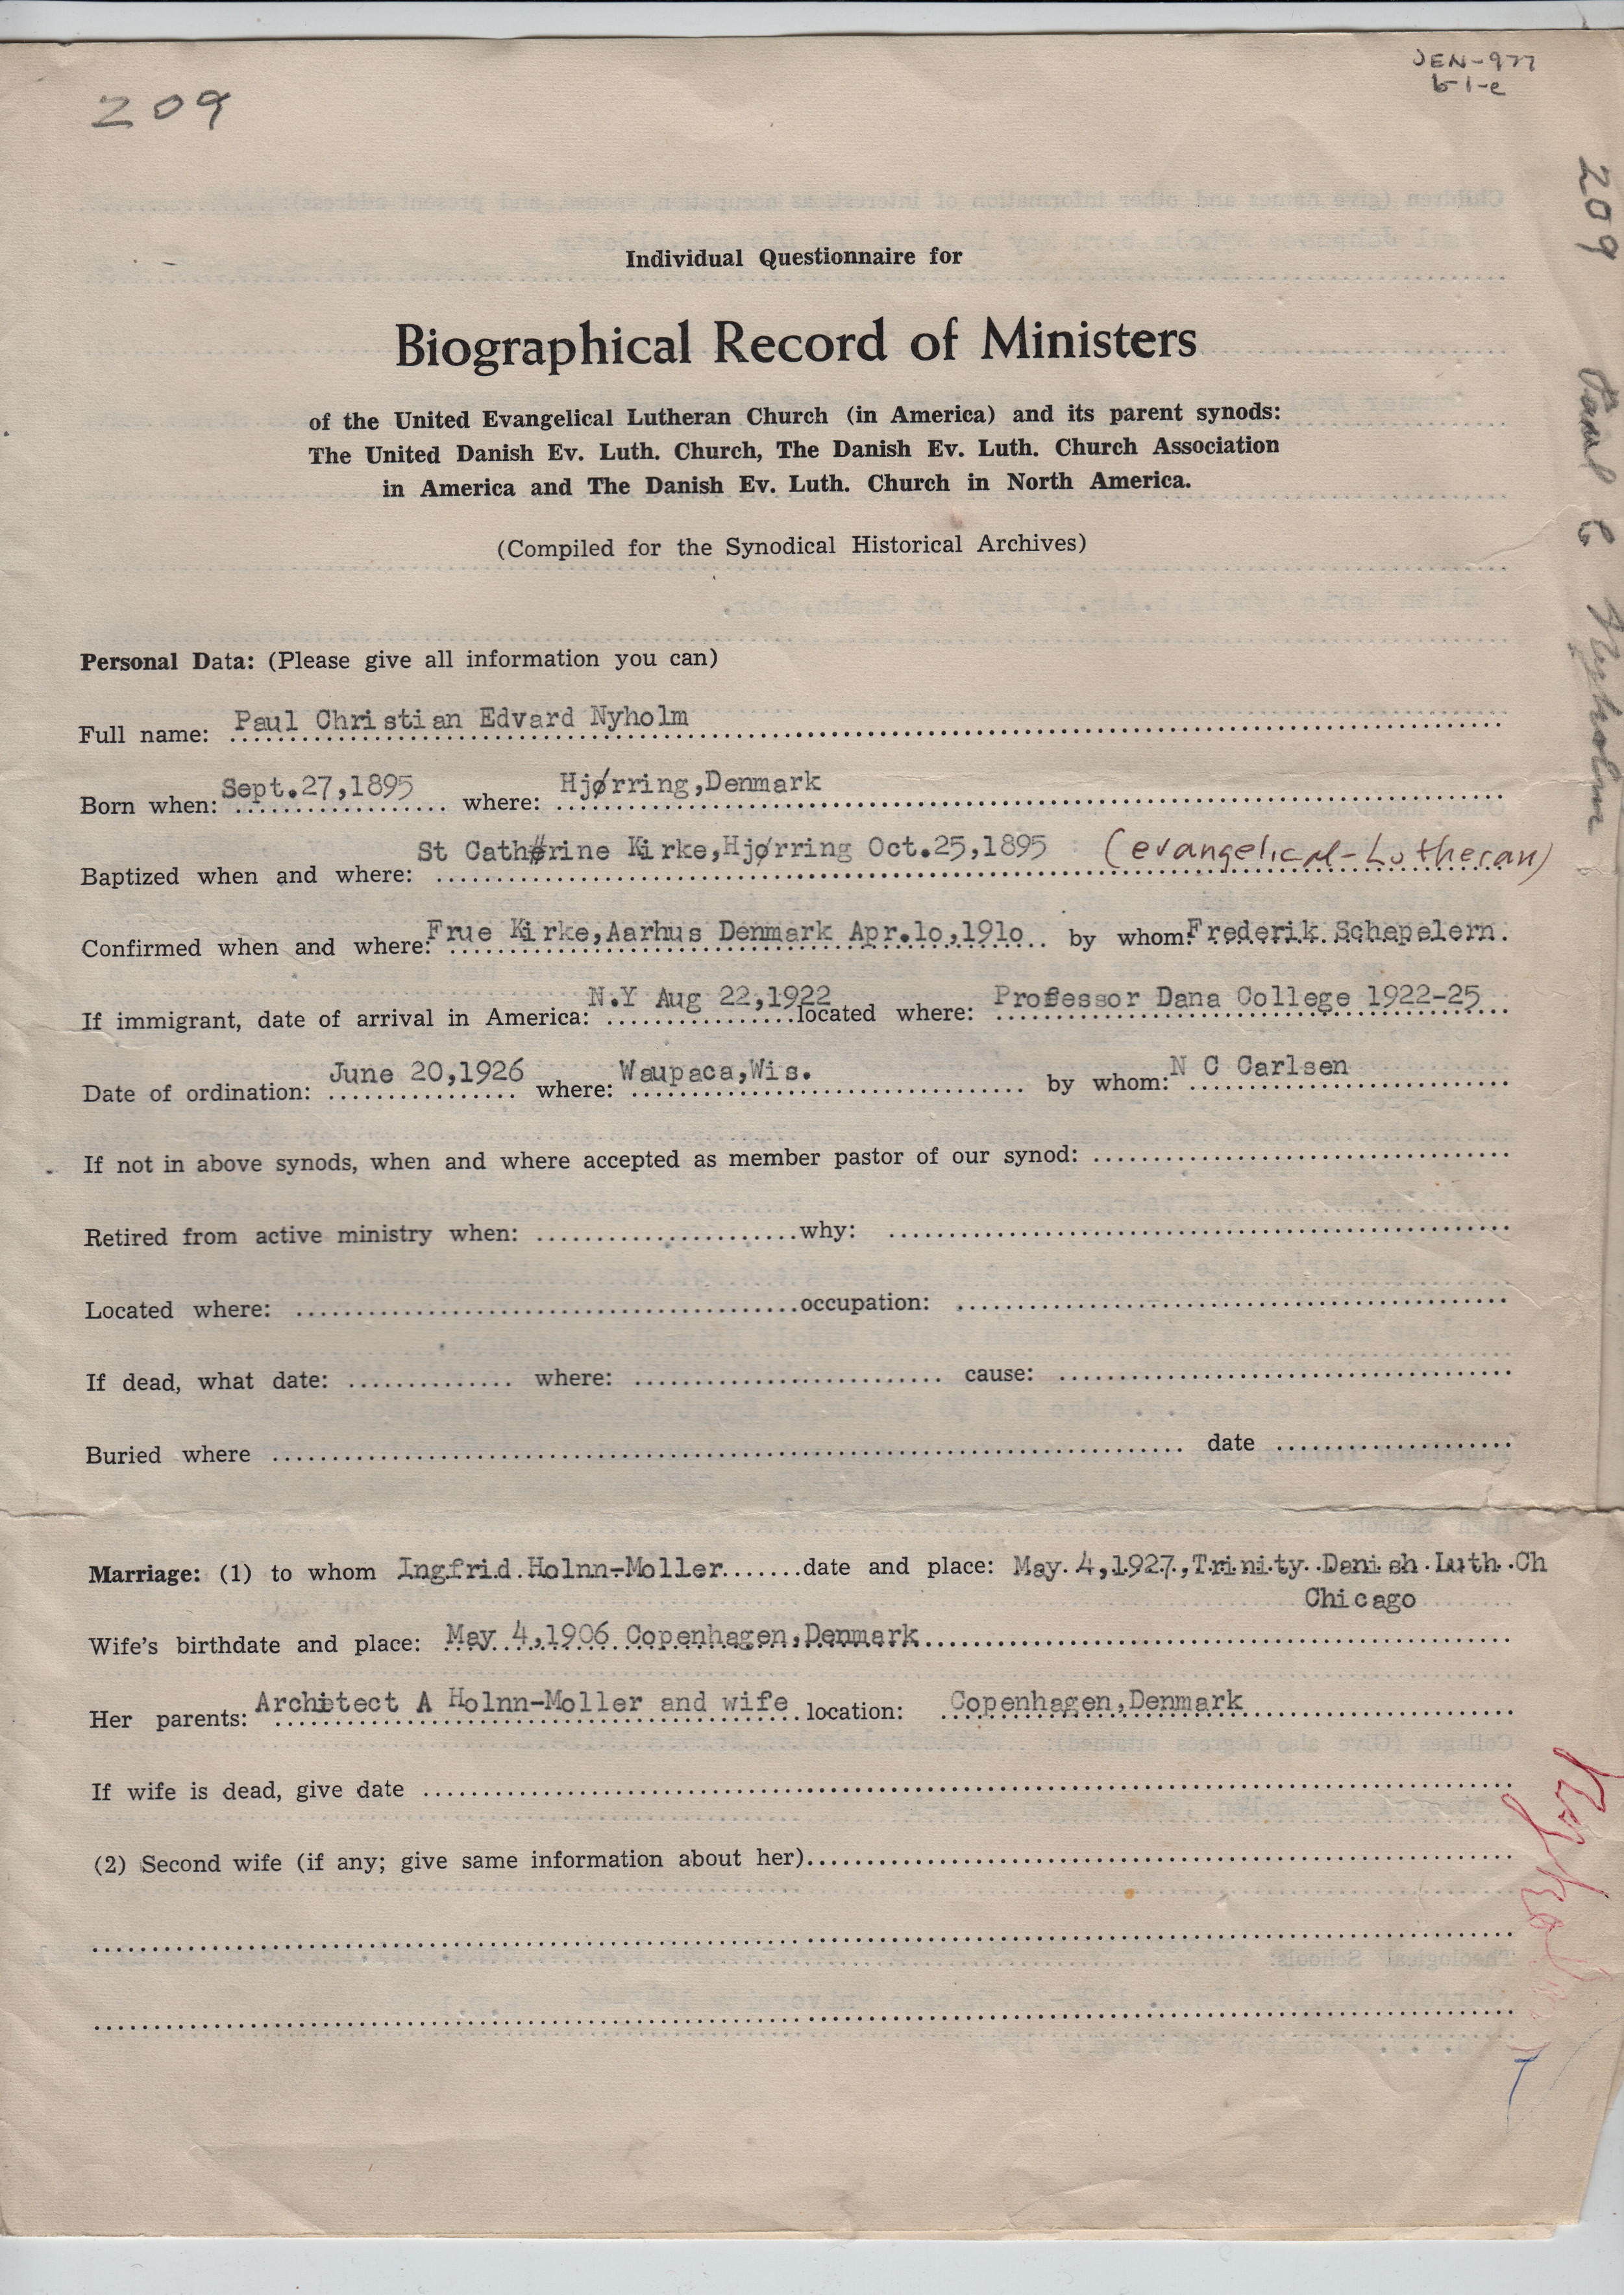 JEN-977
b-1-e
209
Individual Questionnaire for
Biographical Record of Ministers
of the United Evangelical Lutheran Church (in America) and its parent synods:
The United Danish Ev. Luth. Church, The Danish Ev. Luth. Church Association
in America and The Danish Ev. Luth. Church in North America.
(Compiled for the Synodical Historical Archives)
Personal Data: (Please give all information you can)
Full name: Paul Christian Edvard Nyholm
Born when: Sept.27,1895 where: Hjørring,Denmark
Baptized when and where: St Catherine Kirke,Hjørring Oct.25,1895 (evangelical-Lutheran)
Confirmed when and where: Frue Kirke,Aarhus Denmark Apr.lo,191o by whom: Frederik Schepelern.
If immigrant, date of arrival in America: N.Y Aug 22,1922 located where: Professor Dana College 1922-25
Date of ordination: June 20,1926 where: Waupaca,Wis. by whom: N C Carlsen
If not in above synods, when and where accepted as member pastor of our synod:
Retired from active ministry when: why:
Located where: occupation:
If dead, what date: where: cause:
Buried where date
Marriage: (1) to whom Ingfrid Holnn-Moller date and place: May 4,1927,Trinity Danish Luth Ch
Chicago
Wife's birthdate and place: May 4,1906 Copenhagen,Denmark
Her parents: Architect A Holnn-Moller and wife location: Copenhagen,Denmark
If wife is dead, give date
(2) Second wife (if any; give same information about her)
209 Paul C Nyholm
Nyholm